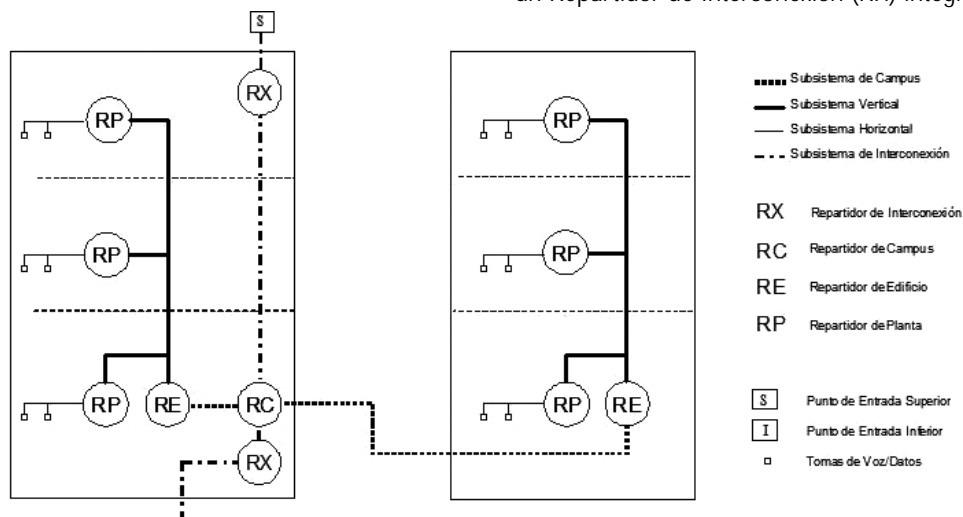 un Repartidor de Interconexión (RX) integr
S
RX
RP
RP
RP
RE
RC
RX
RP
RP
RP
RE
Subsistema de Campus
Subsistema Vertical
Subsistema Horizontal
Subsistema de Interconexión
RX Repartidor de Interconexión
RC Repartidor de Campus
RE Repartidor de Edificio
RP Repartidor de Planta
S Punto de Entrada Superior
I Punto de Entrada Inferior
Tomas de Voz/Datos